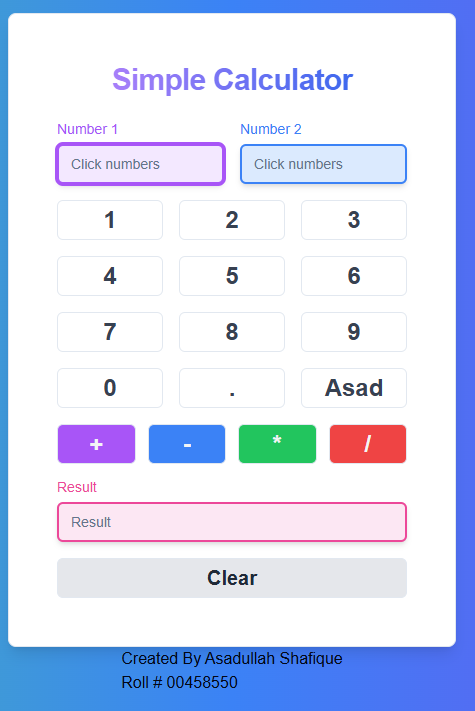 Simple Calculator
Number 1 Number 2
Click numbers Click numbers
1 2 3
4 5 6
7 8 9
0 . Asad
+ - * /
Result
Result
Clear
Created By Asadullah Shafique
Roll # 00458550